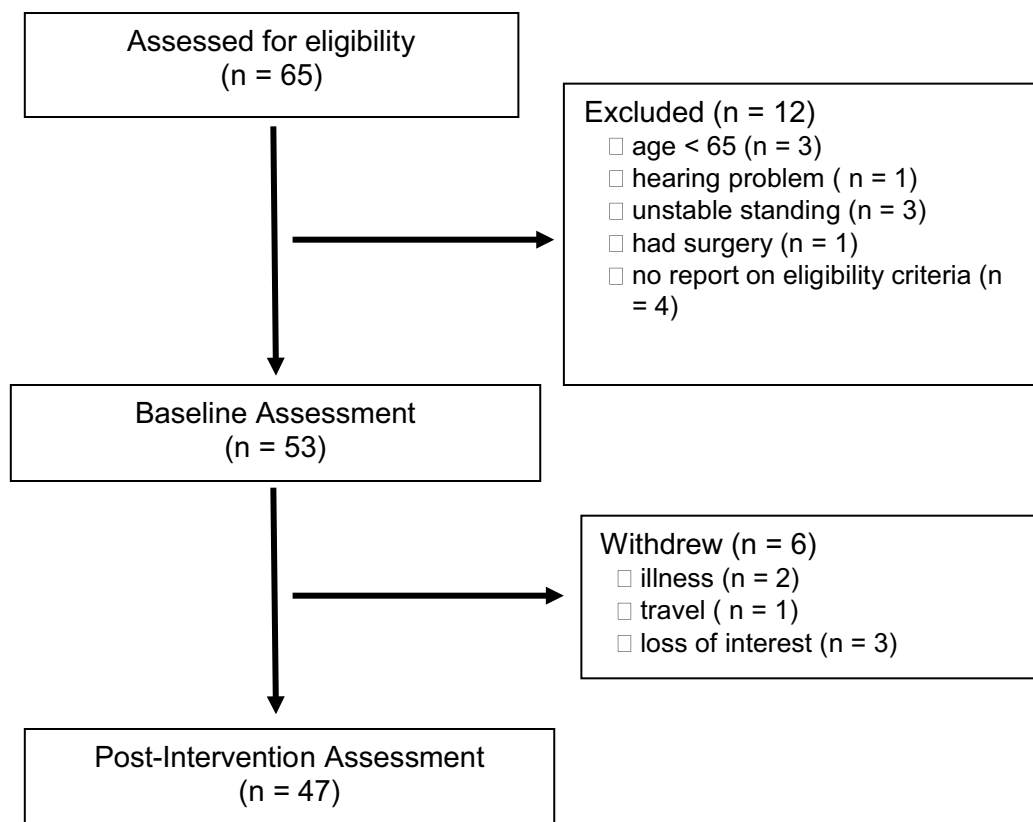 Assessed for eligibility
(n = 65)
Excluded (n = 12)
□ age < 65 (n = 3)
□ hearing problem ( n = 1)
□ unstable standing (n = 3)
□ had surgery (n = 1)
□ no report on eligibility criteria (n
= 4)
Baseline Assessment
(n = 53)
Withdrew (n = 6)
□ illness (n = 2)
□ travel ( n = 1)
□ loss of interest (n = 3)
Post-Intervention Assessment
(n = 47)